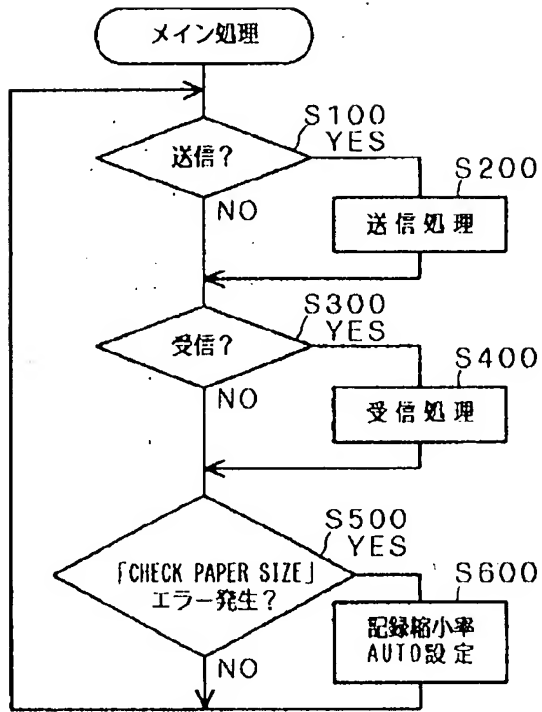 メイン処理
S100
YES
送信?
S200
送信処理
NO
S300
YES
受信?
S400
受信処理
NO
S500
YES
「CHECK PAPER SIZE」
エラー発生?
S600
記録縮小率
AUTO設定
NO